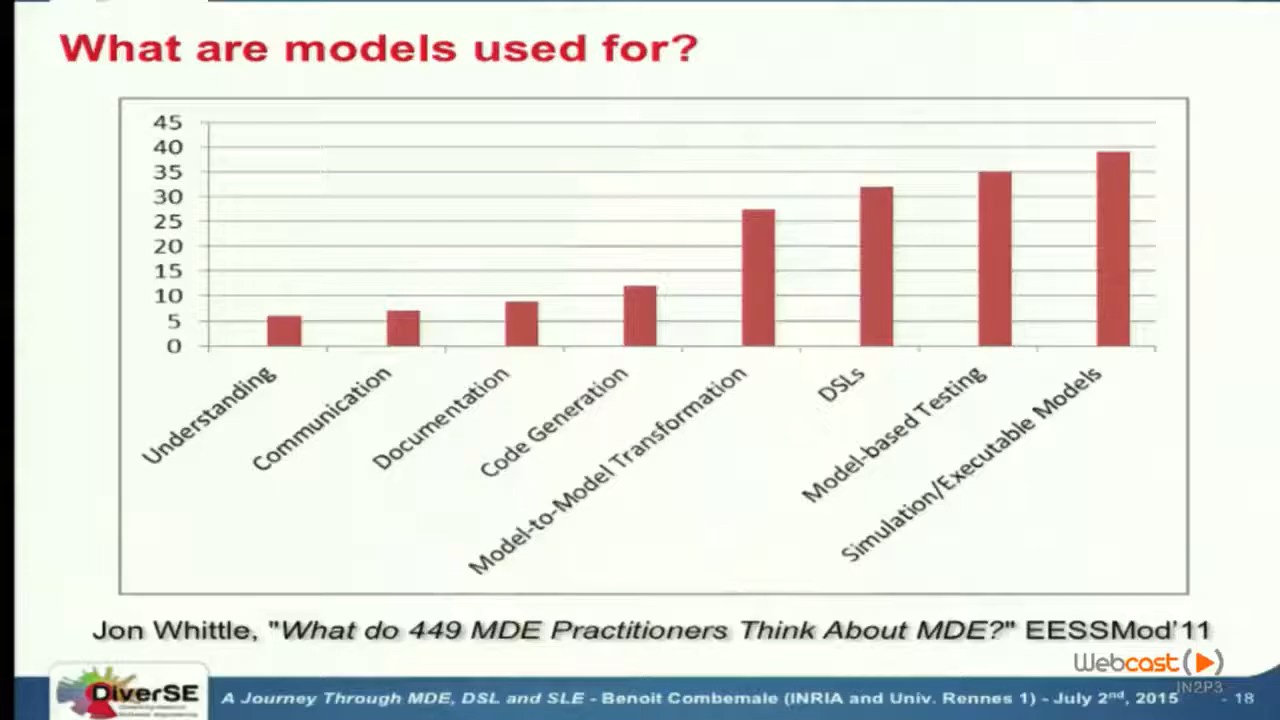 What are models used for?
45
40
35
30
25
20
15
10
5
0
Understanding
Communication
Documentation
Code Generation
Model-to-Model Transformation
DSLs
Model-based Testing
Simulation/Executable Models
Jon Whittle, "What do 449 MDE Practitioners Think About MDE?" EESSMod'11
Webcast
IN2P3
DiverSE
A Journey Through MDE, DSL and SLE - Benoit Combemale (INRIA and Univ. Rennes 1) - July 2nd, 2015
- 18